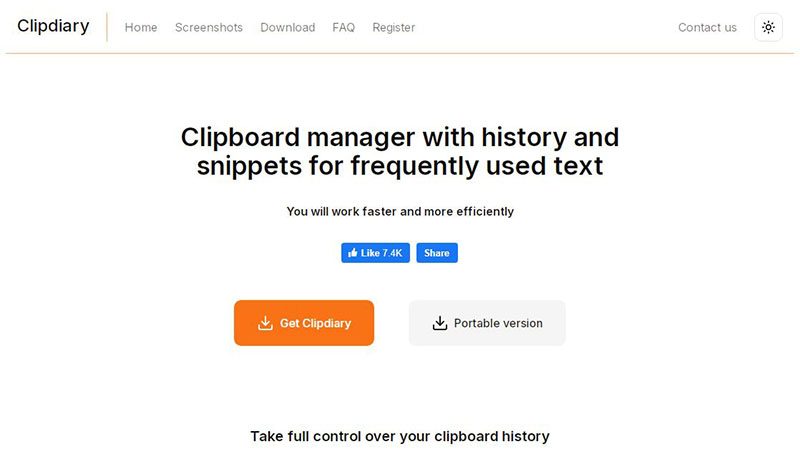 Clipdiary
Home Screenshots Download FAQ Register
Contact us
Clipboard manager with history and
snippets for frequently used text
You will work faster and more efficiently
Like 7.4K Share
Get Clipdiary
Portable version
Take full control over your clipboard history